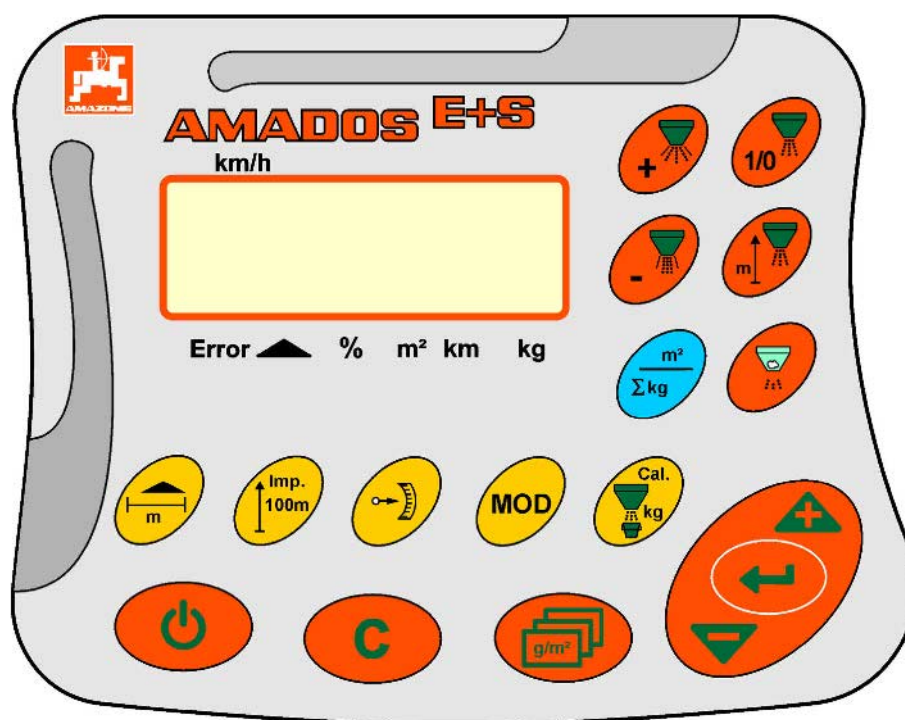 AMAZONE
AMADOS E+S
km/h
+
1/0
-
m
Error % m² km kg
m²
Σkg
m
Imp.
100m
MOD
Cal.
kg
C
g/m²